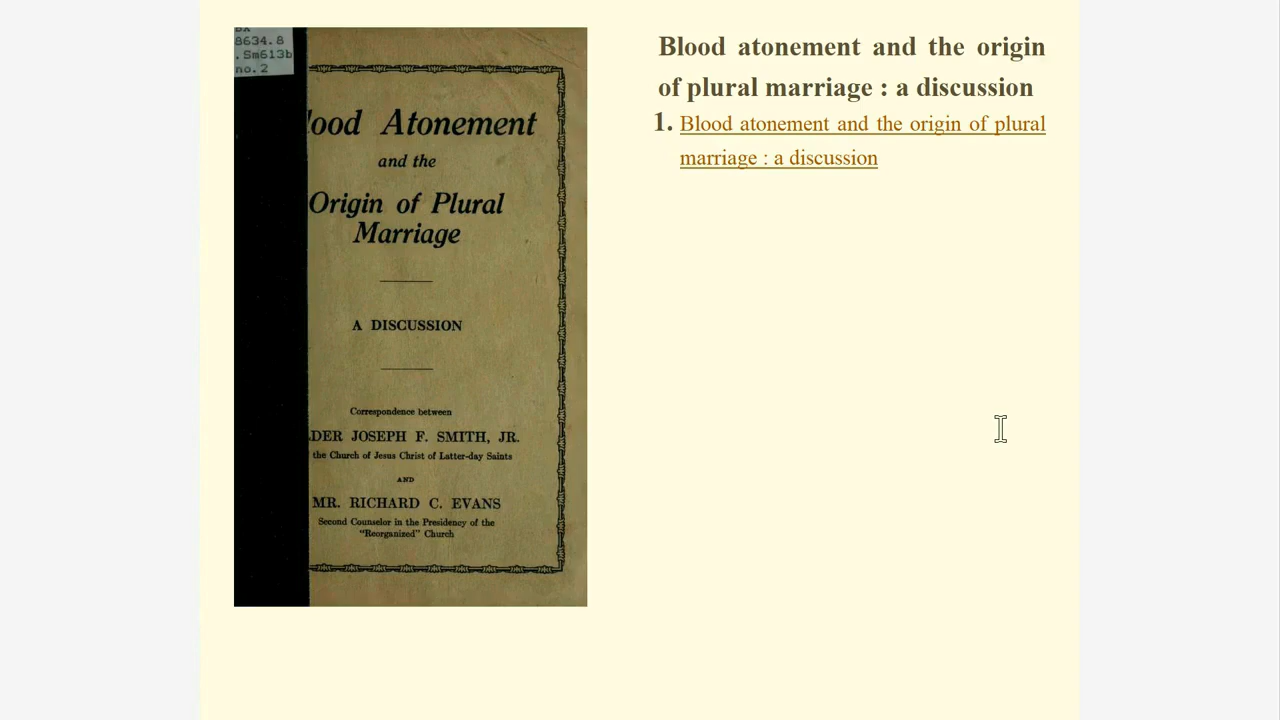 8634.8
.Sm613b
no.2
Atonement
and the
Origin of Plural
Marriage
A DISCUSSION
Correspondence between
JOSEPH F. SMITH, JR.
the Church of Jesus Christ of Latter-day Saints
AND
MR. RICHARD C. EVANS
Second Counselor in the Presidency of the
"Reorganized" Church
Blood atonement and the origin
of plural marriage : a discussion
1. Blood atonement and the origin of plural
marriage : a discussion